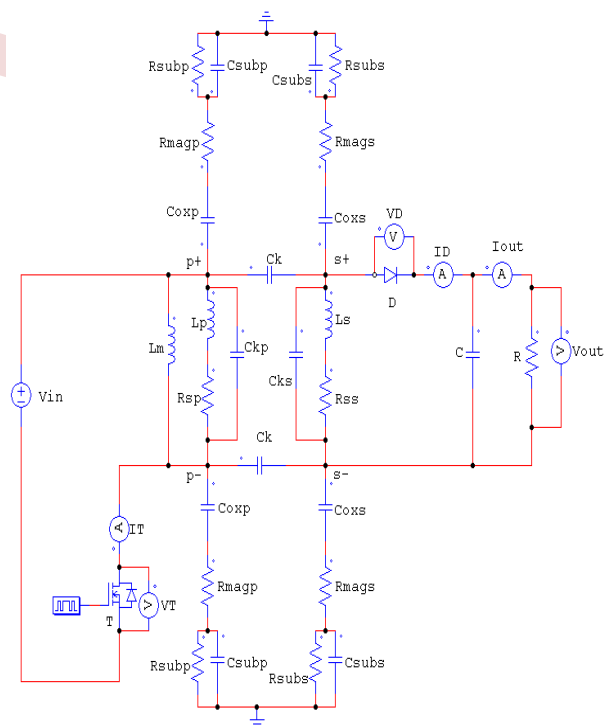 Rsubp Csubp Csubs Rsubs
Rmagp Rmags
Coxp Coxs
VD
V
ID
A
Iout
A
p+ Ck s+
D
Lm Lp Ckp Cks Ls
C R V Vout
Vin
Rsp Rss
Ck
p- s-
A IT
Coxp Coxs
Rmagp Rmags
T V VT
Rsubp Csubp Rsubs Csubs